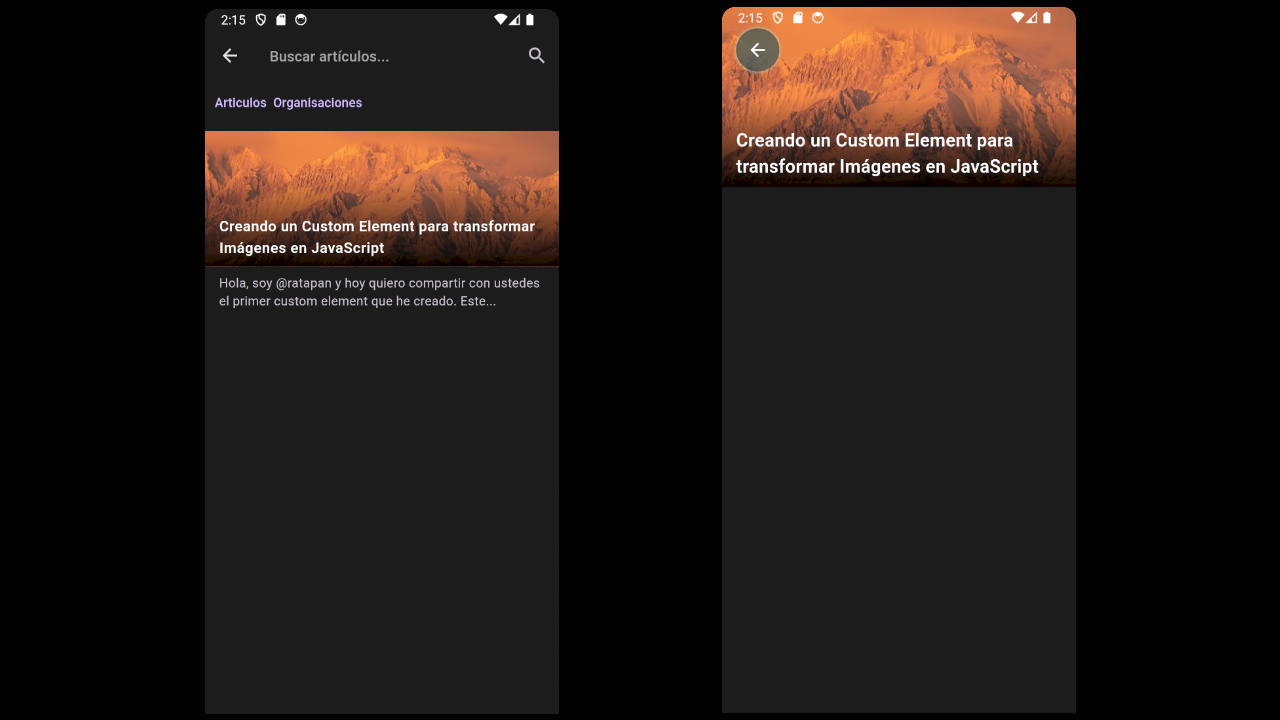 2:15
Buscar artículos...
Articulos Organisaciones
Creando un Custom Element para transformar
Imágenes en JavaScript
Hola, soy @ratapan y hoy quiero compartir con ustedes
el primer custom element que he creado. Este...
2:15
Creando un Custom Element para
transformar Imágenes en JavaScript